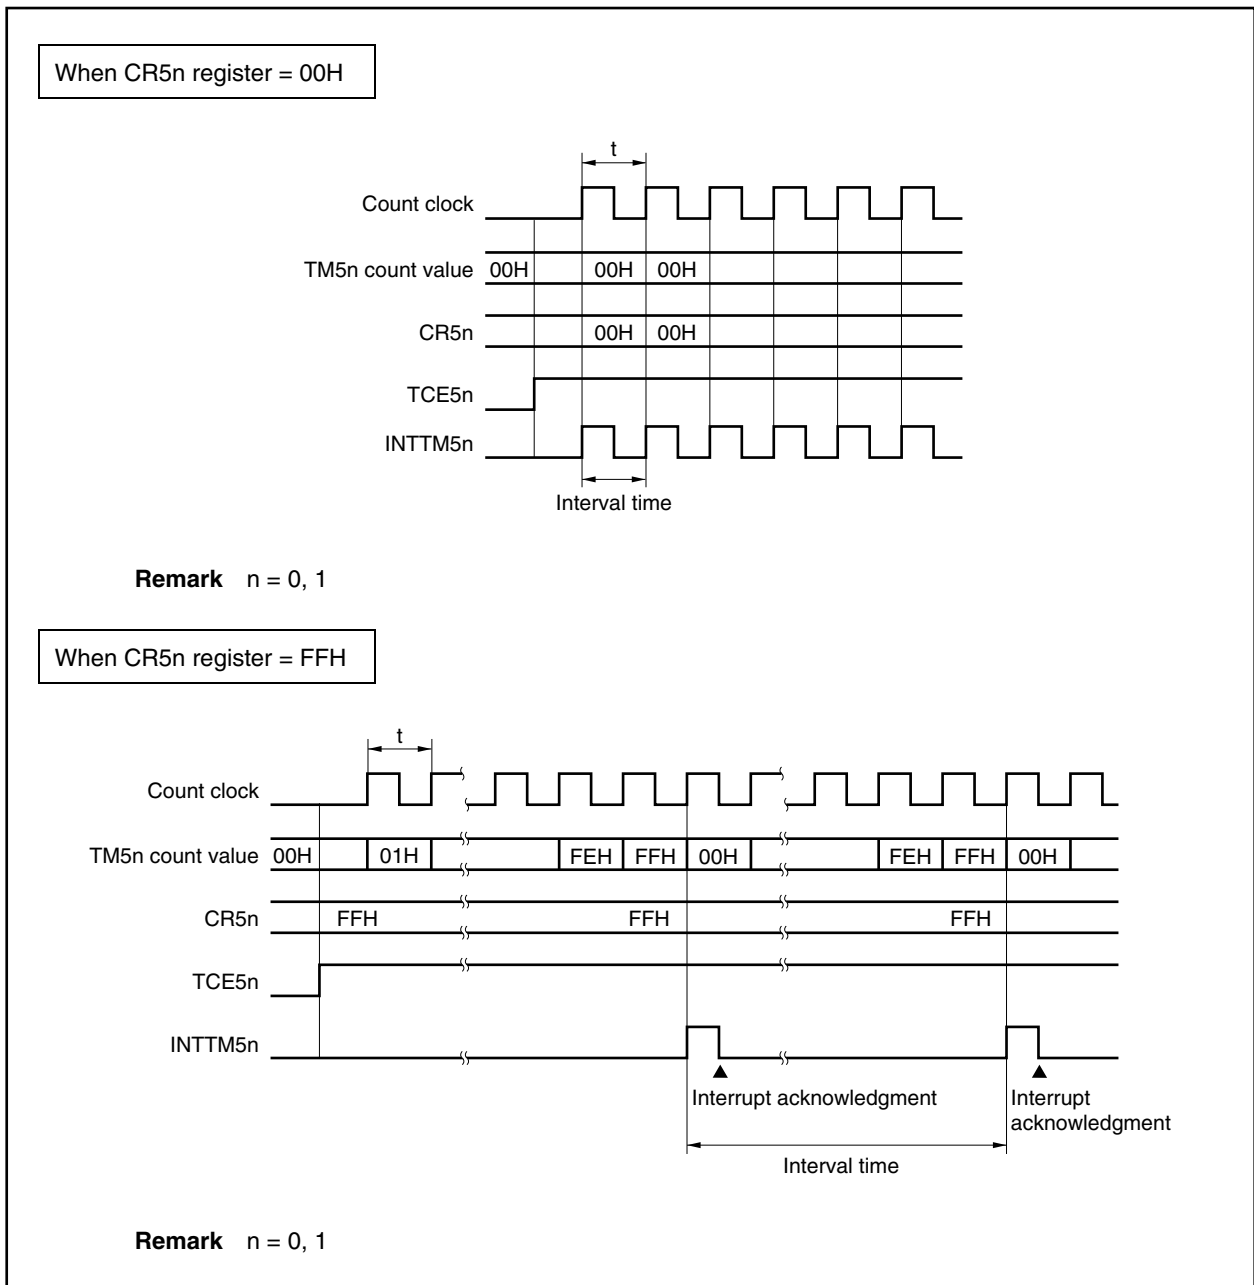 When CR5n register = 00H
t
Count clock
TM5n count value 00H 00H 00H
CR5n 00H 00H
TCE5n
INTTM5n
Interval time
Remark n = 0, 1
When CR5n register = FFH
t
Count clock
TM5n count value 00H 01H FEH FFH 00H FEH FFH 00H
CR5n FFH FFH FFH
TCE5n
INTTM5n
Interrupt acknowledgment Interrupt
acknowledgment
Interval time
Remark n = 0, 1